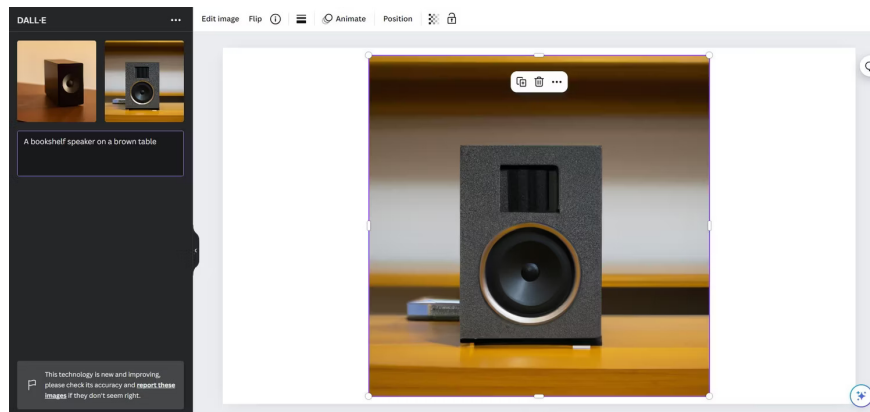 DALL·E
Edit image Flip Animate Position
A bookshelf speaker on a brown table
This technology is new and improving,
please check its accuracy and report these
images if they don't seem right.